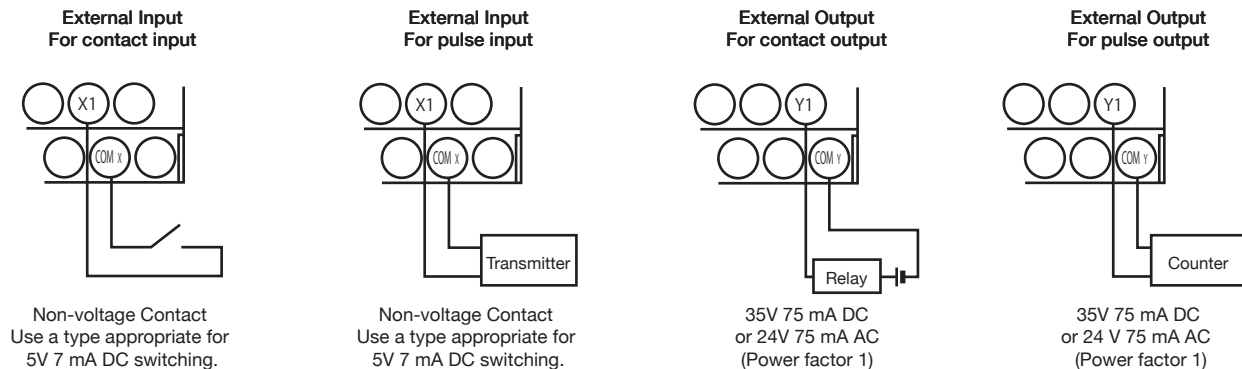 External Input
For contact input
X1
COM X
Non-voltage Contact
Use a type appropriate for
5V 7 mA DC switching.
External Input
For pulse input
X1
COM X
Transmitter
Non-voltage Contact
Use a type appropriate for
5V 7 mA DC switching.
External Output
For contact output
Y1
COM Y
Relay
35V 75 mA DC
or 24V 75 mA AC
(Power factor 1)
External Output
For pulse output
Y1
COM Y
Counter
35V 75 mA DC
or 24 V 75 mA AC
(Power factor 1)